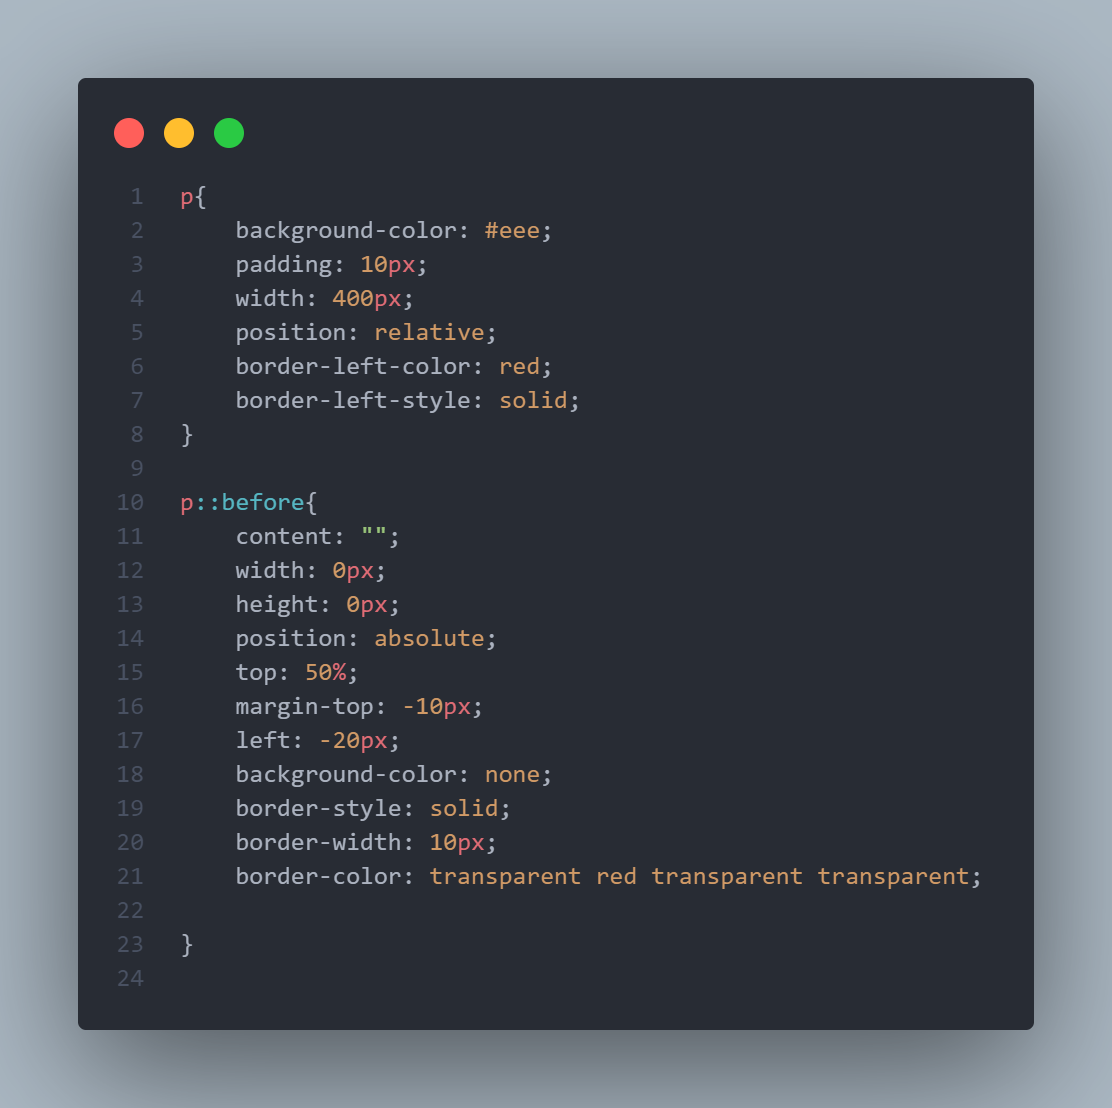 1 p{
2     background-color: #eee;
3     padding: 10px;
4     width: 400px;
5     position: relative;
6     border-left-color: red;
7     border-left-style: solid;
8 }
9
10 p::before{
11     content: "";
12     width: 0px;
13     height: 0px;
14     position: absolute;
15     top: 50%;
16     margin-top: -10px;
17     left: -20px;
18     background-color: none;
19     border-style: solid;
20     border-width: 10px;
21     border-color: transparent red transparent transparent;
22
23 }
24